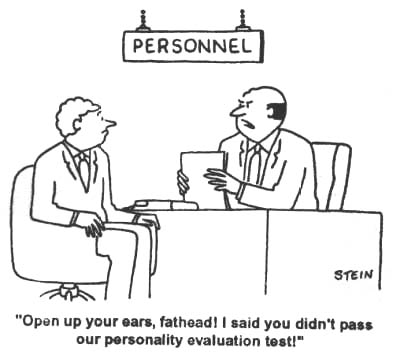 PERSONNEL
STEIN
"Open up your ears, fathead! I said you didn't pass
our personality evaluation test!"